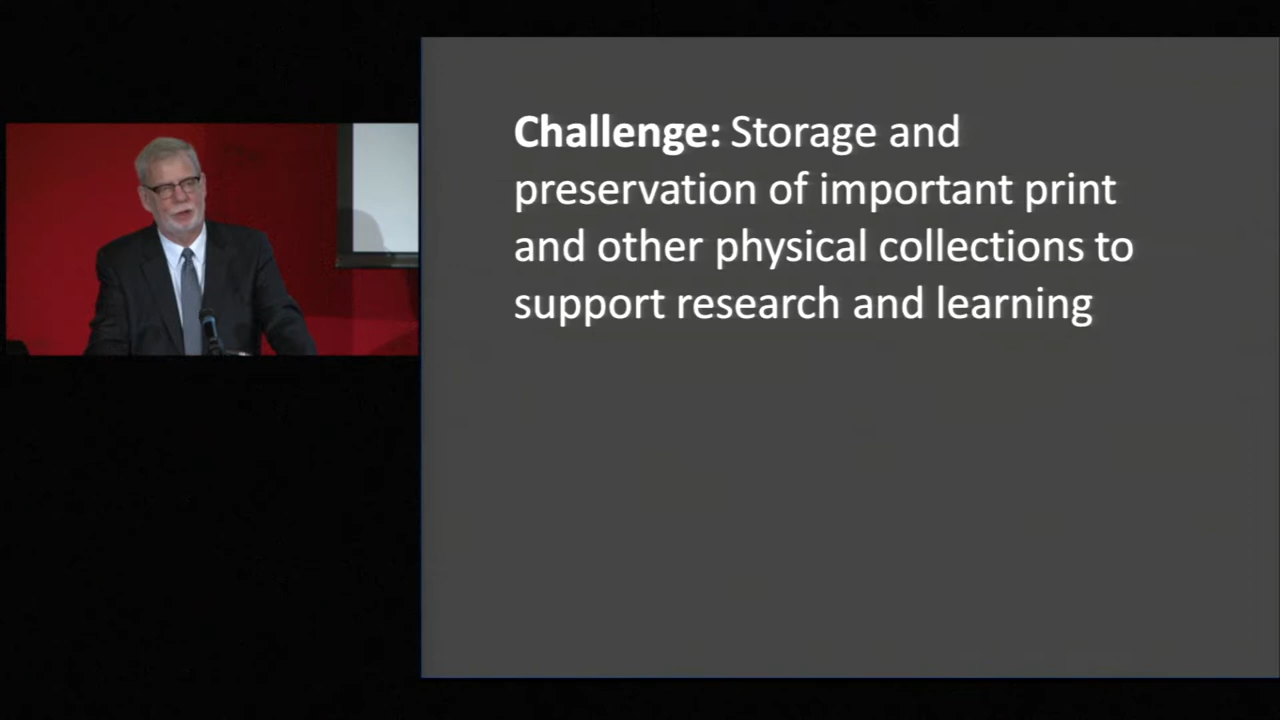 Challenge: Storage and
preservation of important print
and other physical collections to
support research and learning